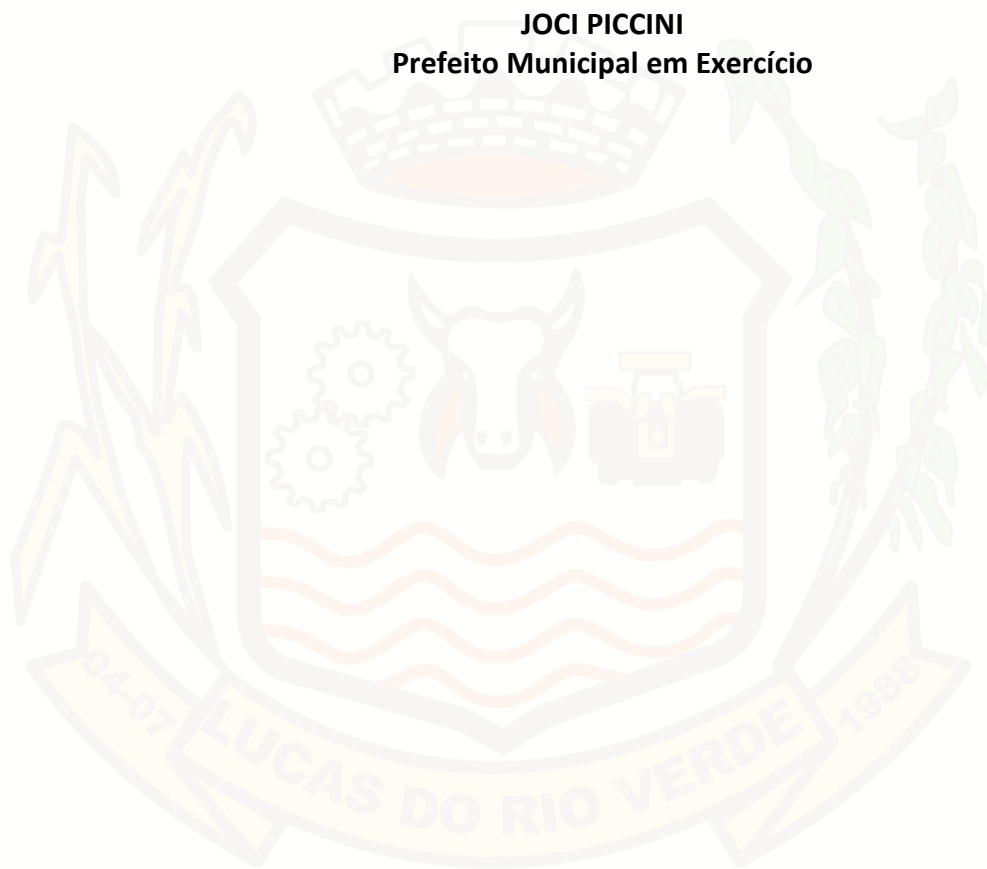 JOCI PICCINI
Prefeito Municipal em Exercício
04-07
LUCAS DO RIO VERDE
1988